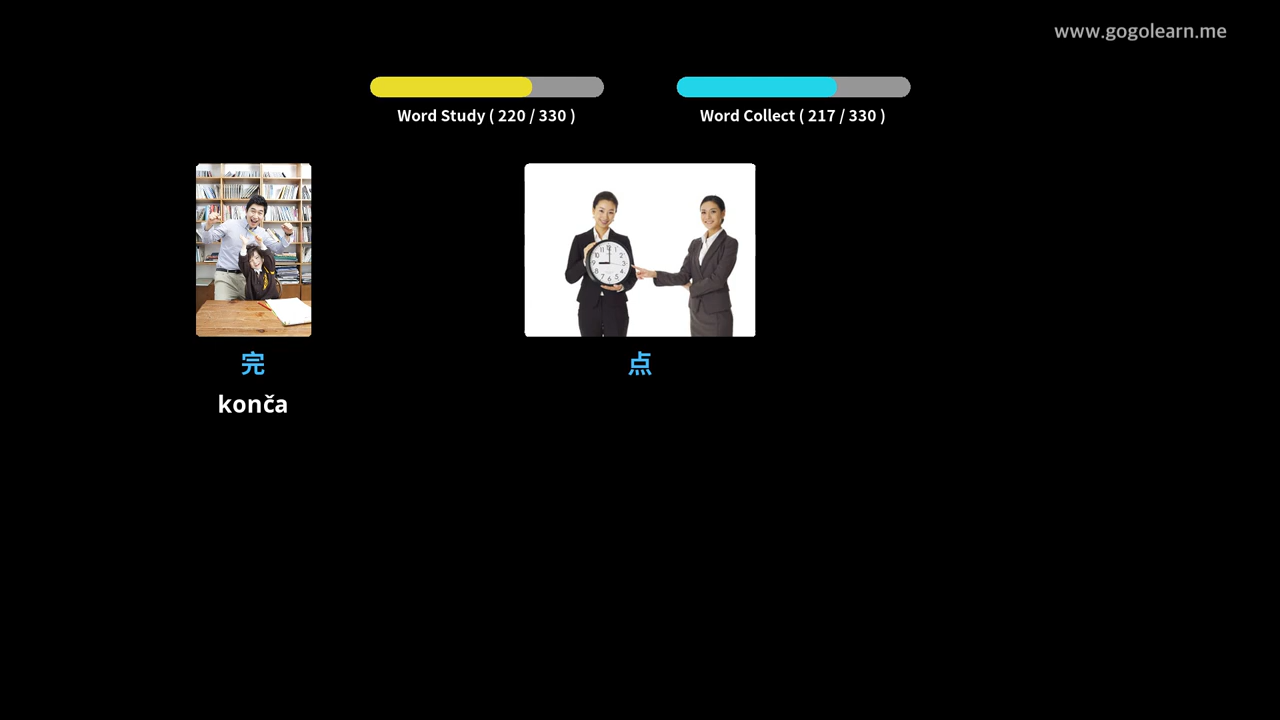 www.gogolearn.me
Word Study ( 220 / 330 )
Word Collect ( 217 / 330 )
完
点
konča